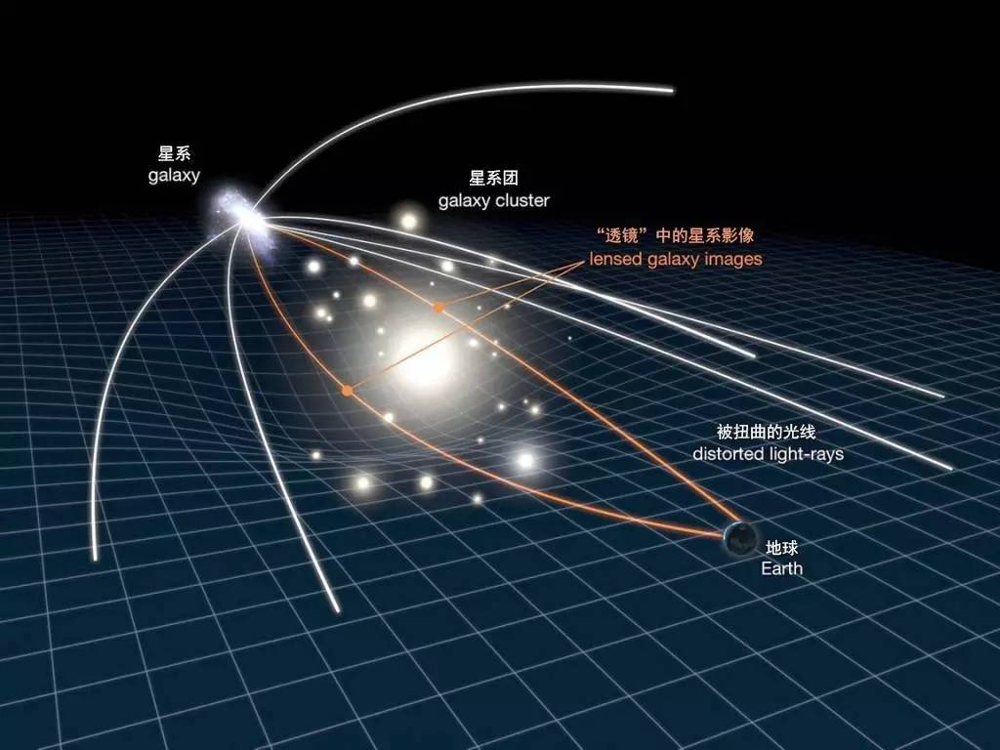 星系
galaxy
星系团
galaxy cluster
“透镜”中的星系影像
lensed galaxy images
被扭曲的光线
distorted light-rays
地球
Earth